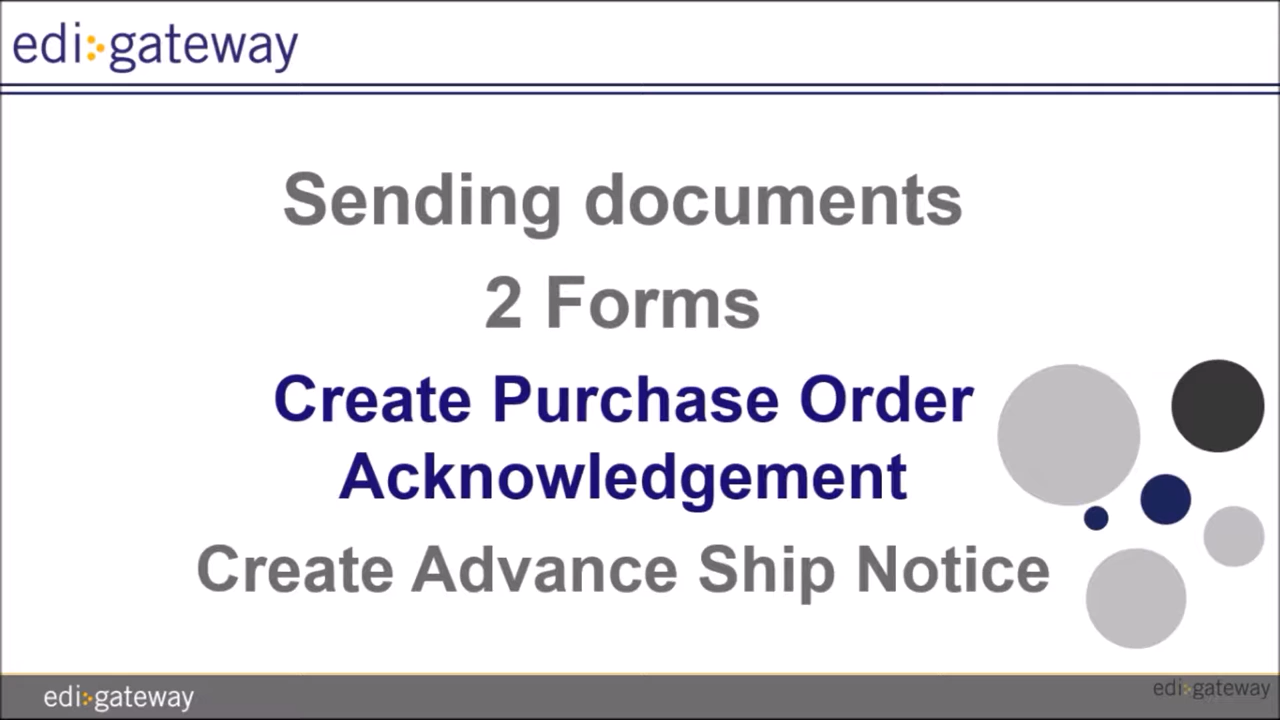 edi gateway
Sending documents
2 Forms
Create Purchase Order
Acknowledgement
Create Advance Ship Notice
edi gateway
edi gateway